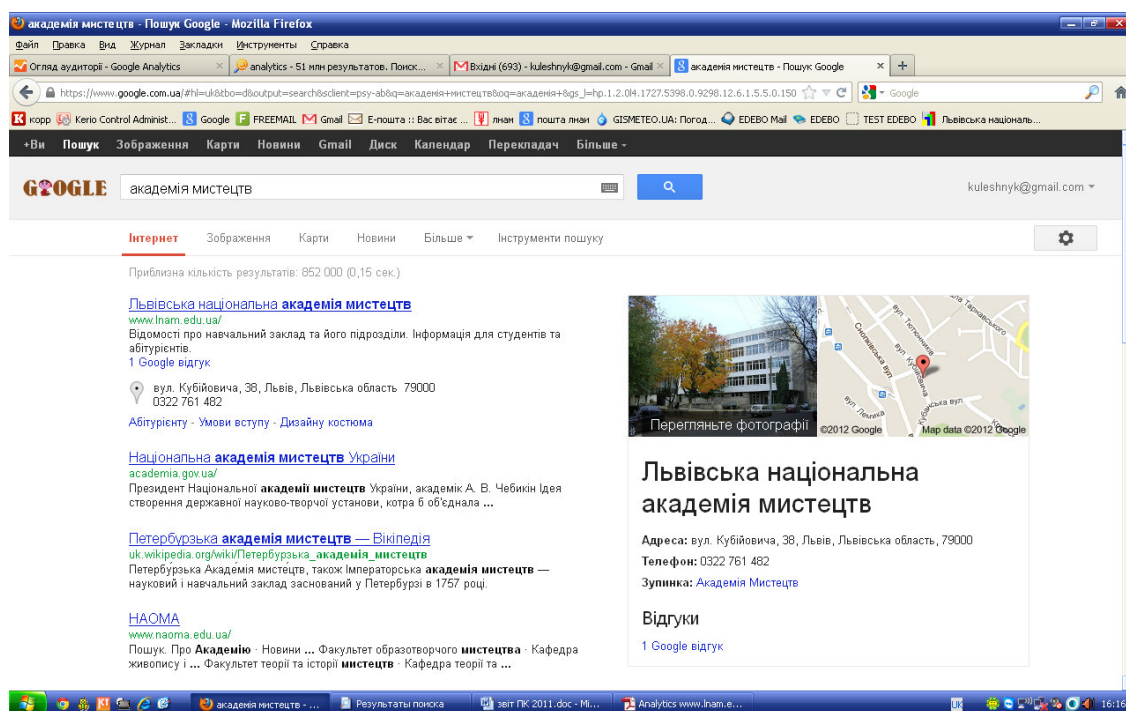 академія мистецтв - Пошук Google - Mozilla Firefox
Файл Правка Вид Журнал Закладки Инструменты Справка
Огляд аудиторії - Google Analytics
analytics - 51 млн результатов. Поиск...
Вхідні (693) - kuleshnyk@gmail.com - Gmail
академія мистецтв - Пошук Google
https://www.google.com.ua/#hl=uk&tbo=d&output=search&sclient=psy-ab&q=академія+мистецтв&oq=академия+&gs_l=hp.1.2.0l4.1727.5398.0.9298.12.6.1.5.5.0.150
Google
корр Kerio Control Administ... Google FREEMAIL Gmail Е-пошта :: Вас вітає ... лнам пошта лнам GISMETEO.UA: Погод... EDEBO Mail EDEBO TEST EDEBO Львівська національ...
+Ви Пошук Зображення Карти Новини Gmail Диск Календар Перекладач Більше
GOOGLE
академія мистецтв
kuleshnyk@gmail.com
Інтернет Зображення Карти Новини Більше Інструменти пошуку
Приблизна кількість результатів: 852 000 (0,15 сек.)
Львівська національна академія мистецтв
www.lnam.edu.ua/
Відомості про навчальний заклад та його підрозділи. Інформація для студентів та
абітурієнтів.
1 Google відгук
вул. Кубійовича, 38, Львів, Львівська область 79000
0322 761 482
Абітурієнту - Умови вступу - Дизайну костюма
Національна академія мистецтв України
academia.gov.ua/
Президент Національної академії мистецтв України, академік А. В. Чебикін Ідея
створення державної науково-творчої установи, котра б об'єднала ...
Петербурзька академія мистецтв — Вікіпедія
uk.wikipedia.org/wiki/Петербурзька_академія_мистецтв
Петербу́рзька Акаде́мія мисте́цтв, також Імператорська академія мистецтв —
науковий і навчальний заклад заснований у Петербурзі в 1757 році.
НАОМА
www.naoma.edu.ua/
Пошук. Про Академію · Новини ... Факультет образотворчого мистецтва · Кафедра
живопису і ... Факультет теорії та історії мистецтв · Кафедра теорії та ...
Перегляньте фотографії
©2012 Google
Map data ©2012 Google
Львівська національна
академія мистецтв
Адреса: вул. Кубійовича, 38, Львів, Львівська область, 79000
Телефон: 0322 761 482
Зупинка: Академія Мистецтв
Відгуки
1 Google відгук
академія мистецтв - ...
Результаты поиска
звіт ПК 2011.doc - Mi...
Analytics www.lnam.e...
UK
16:16